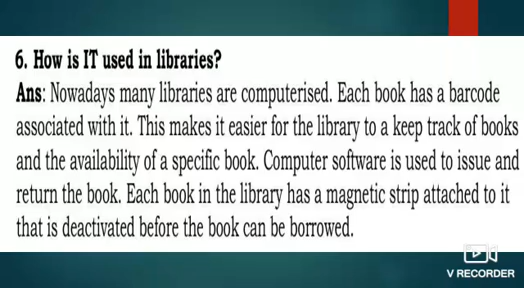 6. How is IT used in libraries?
Ans: Nowadays many libraries are computerised. Each book has a barcode
associated with it. This makes it easier for the library to a keep track of books
and the availability of a specific book. Computer software is used to issue and
return the book. Each book in the library has a magnetic strip attached to it
that is deactivated before the book can be borrowed.
V RECORDER